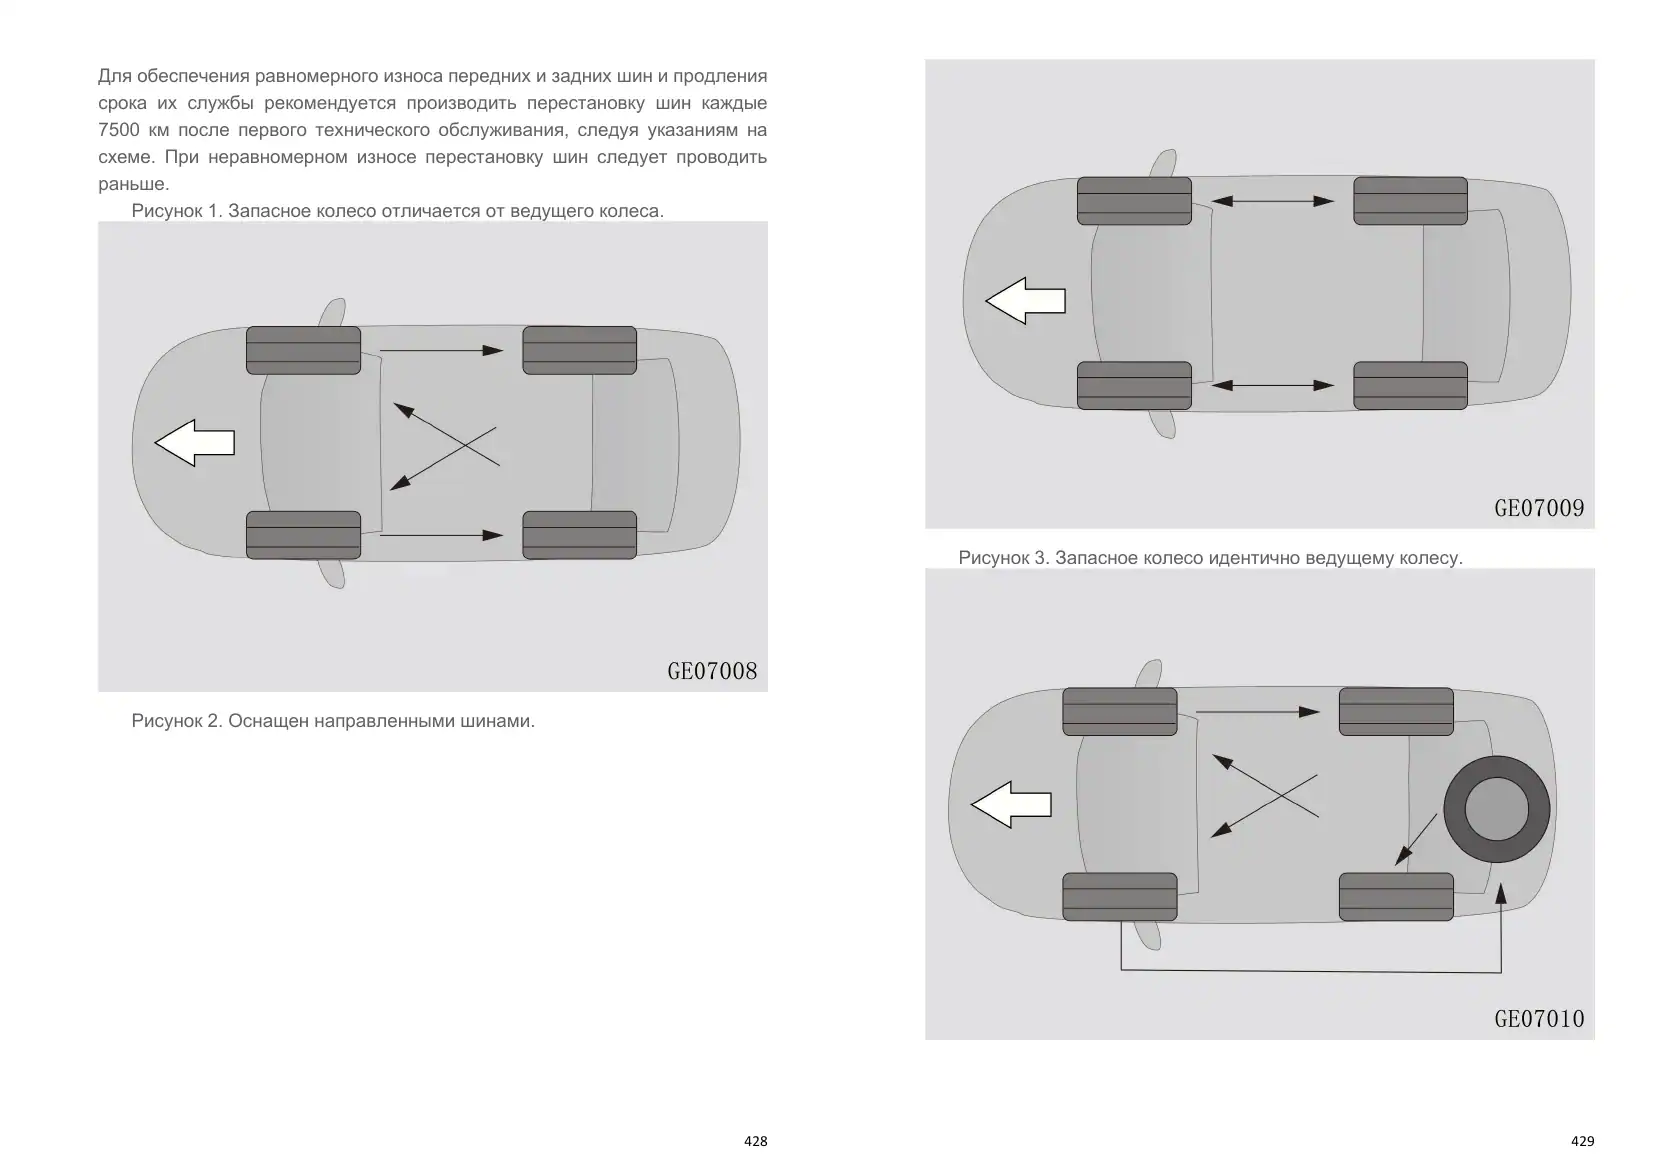 Для обеспечения равномерного износа передних и задних шин и продления
срока их службы рекомендуется производить перестановку шин каждые
7500 км после первого технического обслуживания, следуя указаниям на
схеме. При неравномерном износе перестановку шин следует проводить
раньше.
Рисунок 1. Запасное колесо отличается от ведущего колеса.
GE07008
Рисунок 2. Оснащен направленными шинами.
428
GE07009
Рисунок 3. Запасное колесо идентично ведущему колесу.
GE07010
429